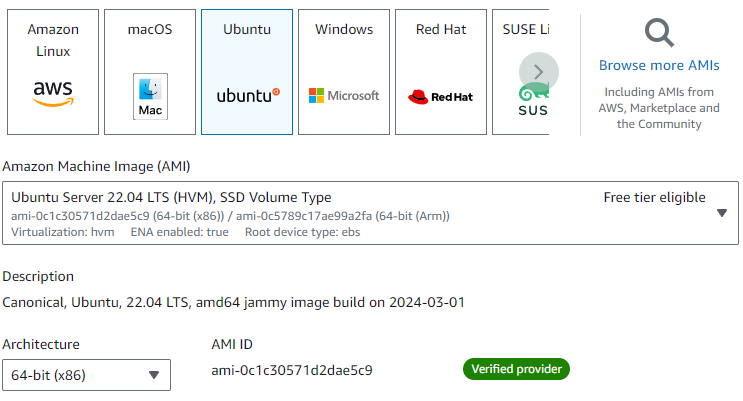 Amazon
Linux
aws
macOS
Mac
Ubuntu
ubuntu
Windows
Microsoft
Red Hat
Red Hat
SUSE Li
SUS
Browse more AMIs
Including AMIs from
AWS, Marketplace and
the Community
Amazon Machine Image (AMI)
Ubuntu Server 22.04 LTS (HVM), SSD Volume Type
Free tier eligible
ami-0c1c30571d2dae5c9 (64-bit (x86)) / ami-0c5789c17ae99a2fa (64-bit (Arm))
Virtualization: hvm ENA enabled: true Root device type: ebs
Description
Canonical, Ubuntu, 22.04 LTS, amd64 jammy image build on 2024-03-01
Architecture
AMI ID
64-bit (x86)
ami-0c1c30571d2dae5c9
Verified provider